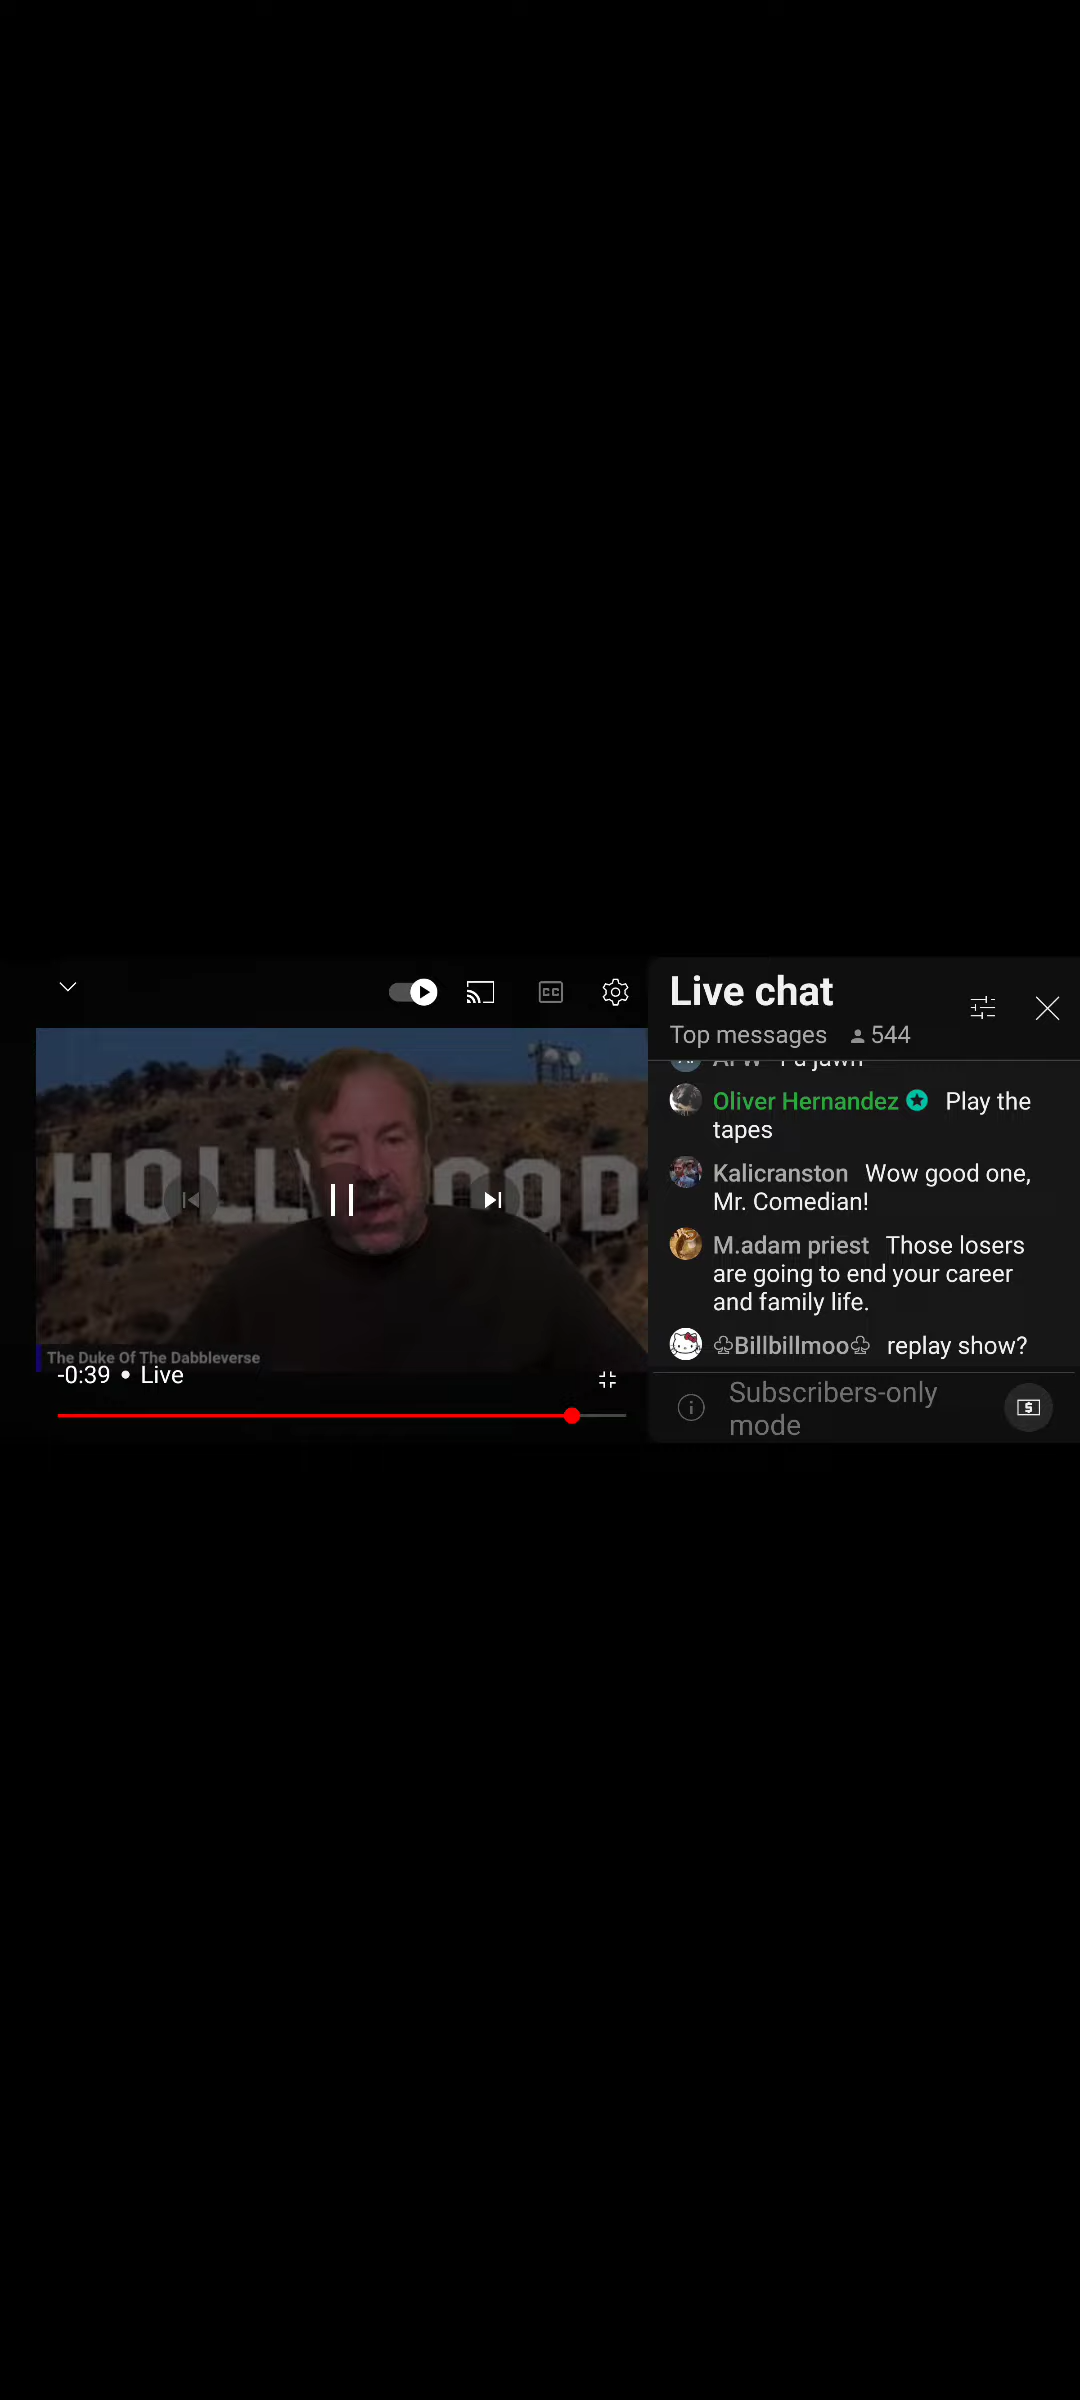 Live chat
Top messages 544
Oliver Hernandez Play the
tapes
Kalicranston Wow good one,
Mr. Comedian!
M.adam priest Those losers
are going to end your career
and family life.
♧Billbillmoo♧ replay show?
Subscribers-only
mode
CC
HOLLYWOOD
The Duke Of The Dabbleverse
-0:39 • Live